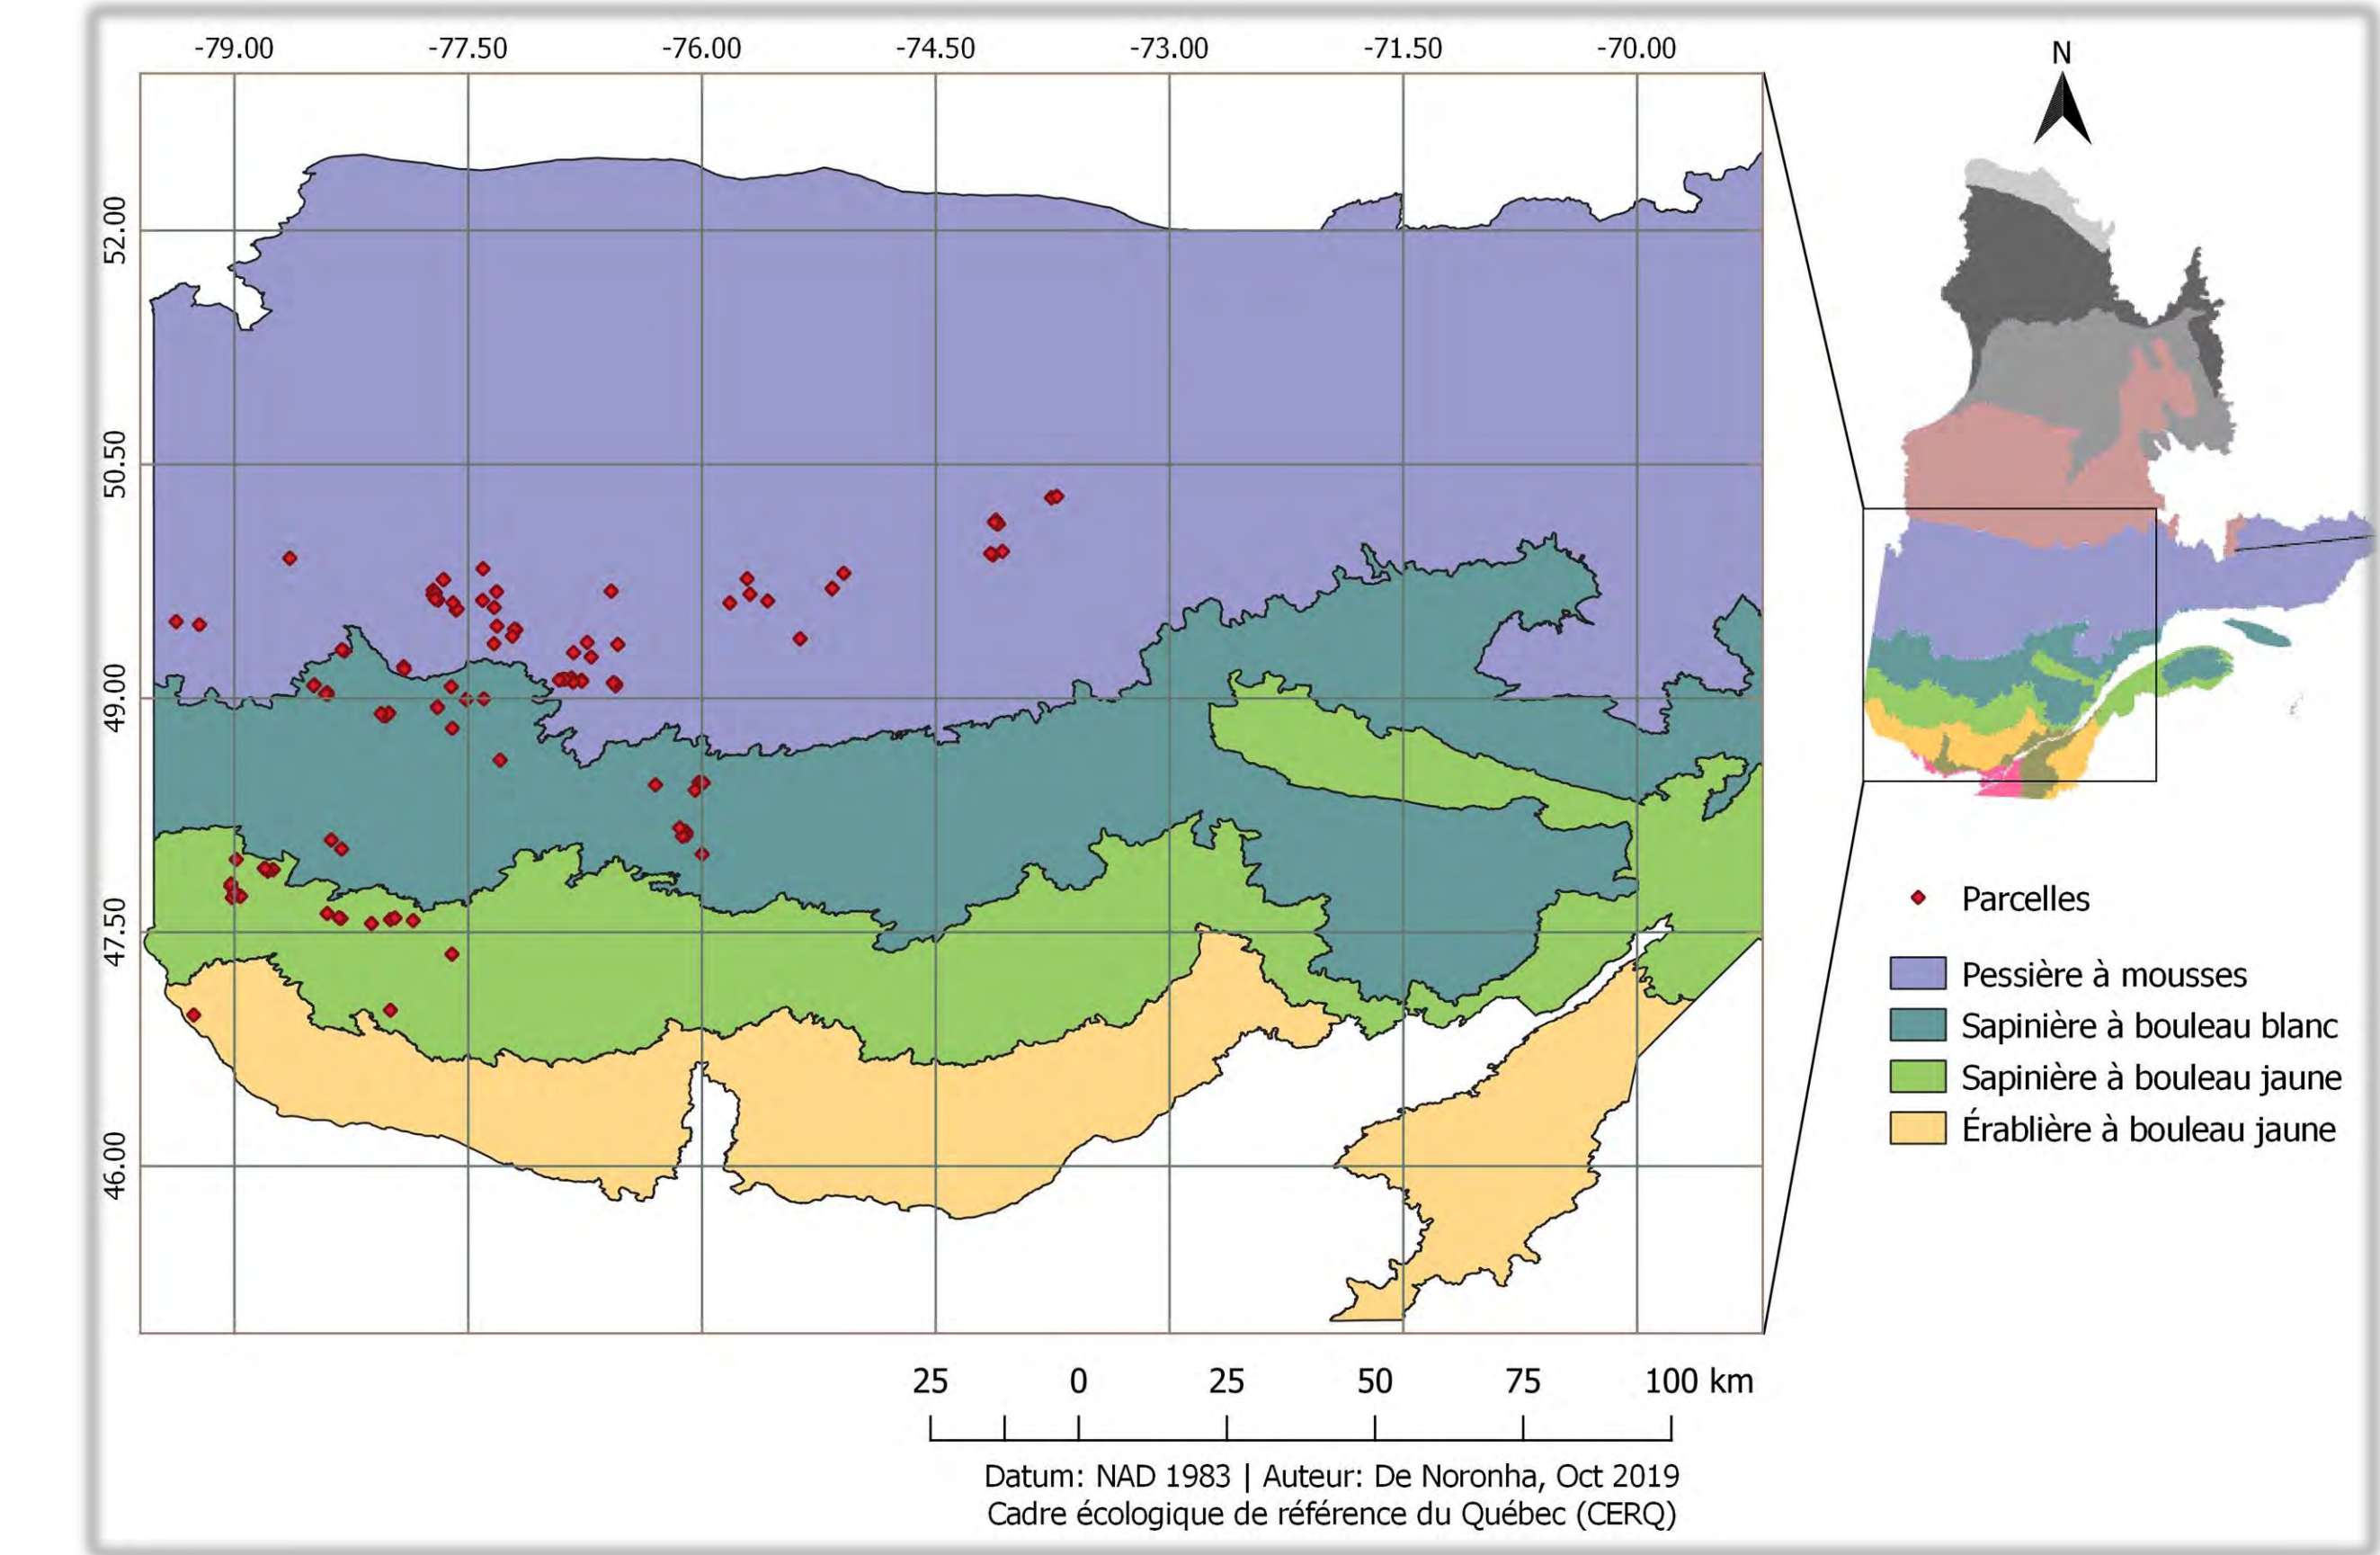 -79.00 -77.50 -76.00 -74.50 -73.00 -71.50 -70.00
N
52.00
50.50
49.00
47.50
46.00
Parcelles
Pessière à mousses
Sapinière à bouleau blanc
Sapinière à bouleau jaune
Érablière à bouleau jaune
25 0 25 50 75 100 km
Datum: NAD 1983 | Auteur: De Noronha, Oct 2019
Cadre écologique de référence du Québec (CERQ)